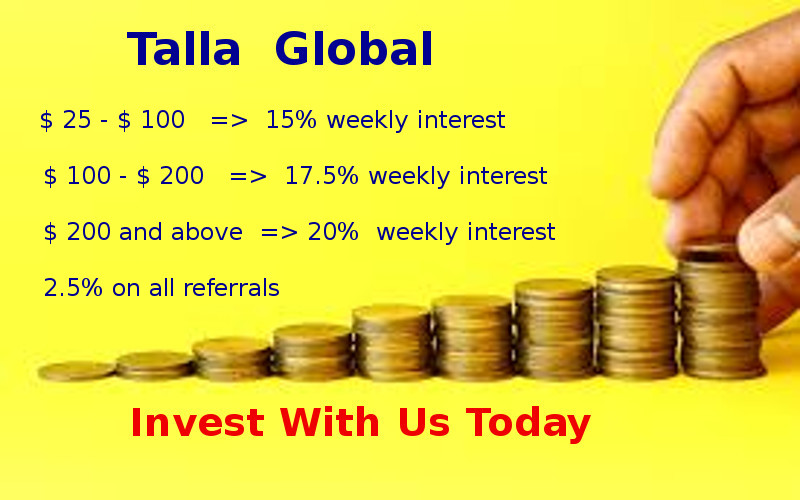 Talla Global
$ 25 - $ 100 => 15% weekly interest
$ 100 - $ 200 => 17.5% weekly interest
$ 200 and above => 20% weekly interest
2.5% on all referrals
Invest With Us Today